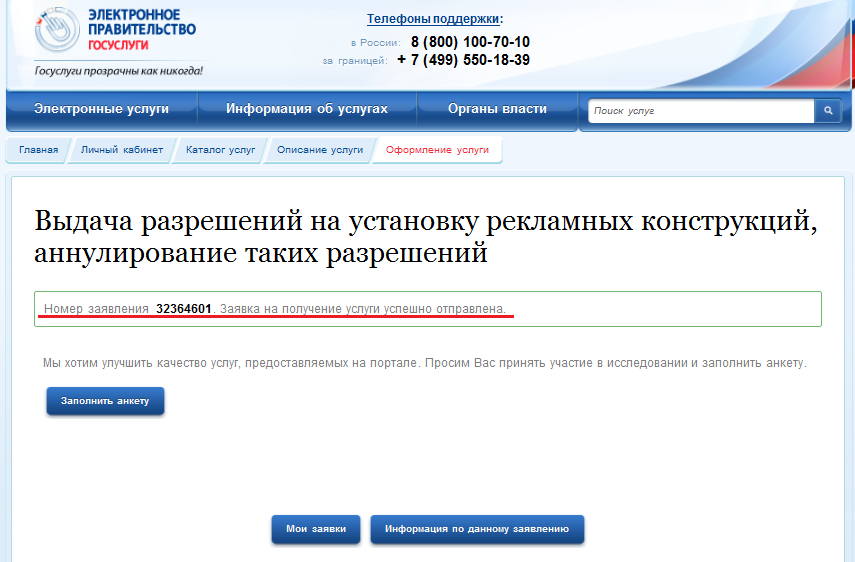 ЭЛЕКТРОННОЕ
ПРАВИТЕЛЬСТВО
ГОСУСЛУГИ
Госуслуги прозрачны как никогда!
Телефоны поддержки:
в России: 8 (800) 100-70-10
за границей: + 7 (499) 550-18-39
Электронные услуги Информация об услугах Органы власти Поиск услуг
Главная Личный кабинет Каталог услуг Описание услуги Оформление услуги
Выдача разрешений на установку рекламных конструкций,
аннулирование таких разрешений
Номер заявления 32364601. Заявка на получение услуги успешно отправлена.
Мы хотим улучшить качество услуг, предоставляемых на портале. Просим Вас принять участие в исследовании и заполнить анкету.
Заполнить анкету
Мои заявки Информация по данному заявлению